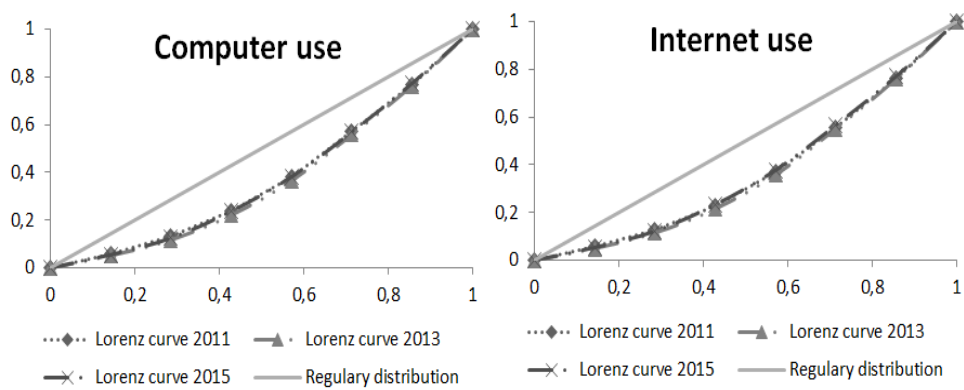 Computer use
1
0,8
0,6
0,4
0,2
0
0 0,2 0,4 0,6 0,8 1
Lorenz curve 2011 Lorenz curve 2013
Lorenz curve 2015 Regulary distribution
Internet use
1
0,8
0,6
0,4
0,2
0
0 0,2 0,4 0,6 0,8 1
Lorenz curve 2011 Lorenz curve 2013
Lorenz curve 2015 Regulary distribution